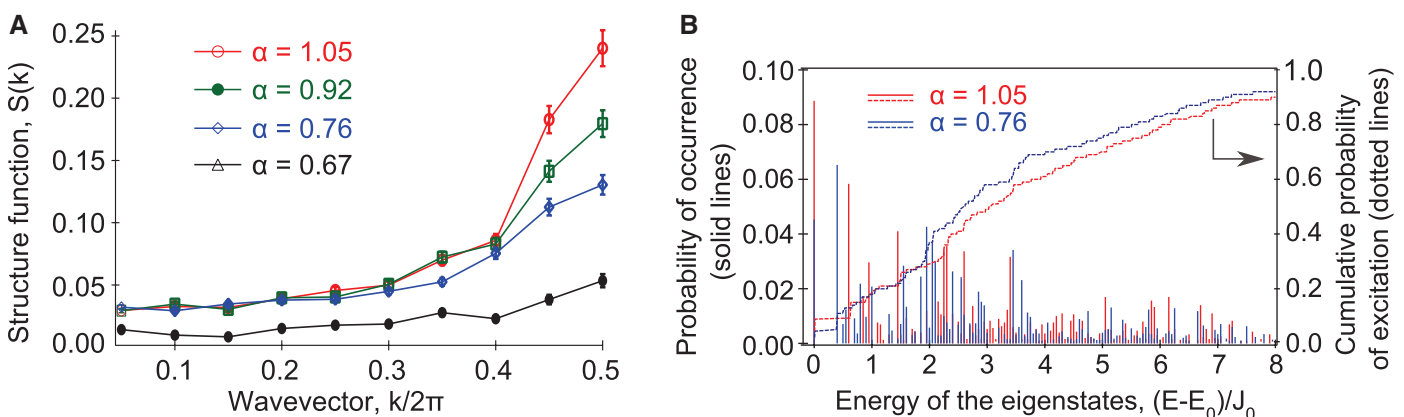 A
Structure function, S(k)
0.25
0.20
0.15
0.10
0.05
0.00
α = 1.05
α = 0.92
α = 0.76
α = 0.67
0.1 0.2 0.3 0.4 0.5
Wavevector, k/2π
B
Probability of occurrence
(solid lines)
0.10
0.08
0.06
0.04
0.02
0.00
α = 1.05
α = 0.76
1.0
0.8
0.6
0.4
0.2
0.0
Cumulative probability
of excitation (dotted lines)
0 1 2 3 4 5 6 7 8
Energy of the eigenstates, (E-E₀)/J₀